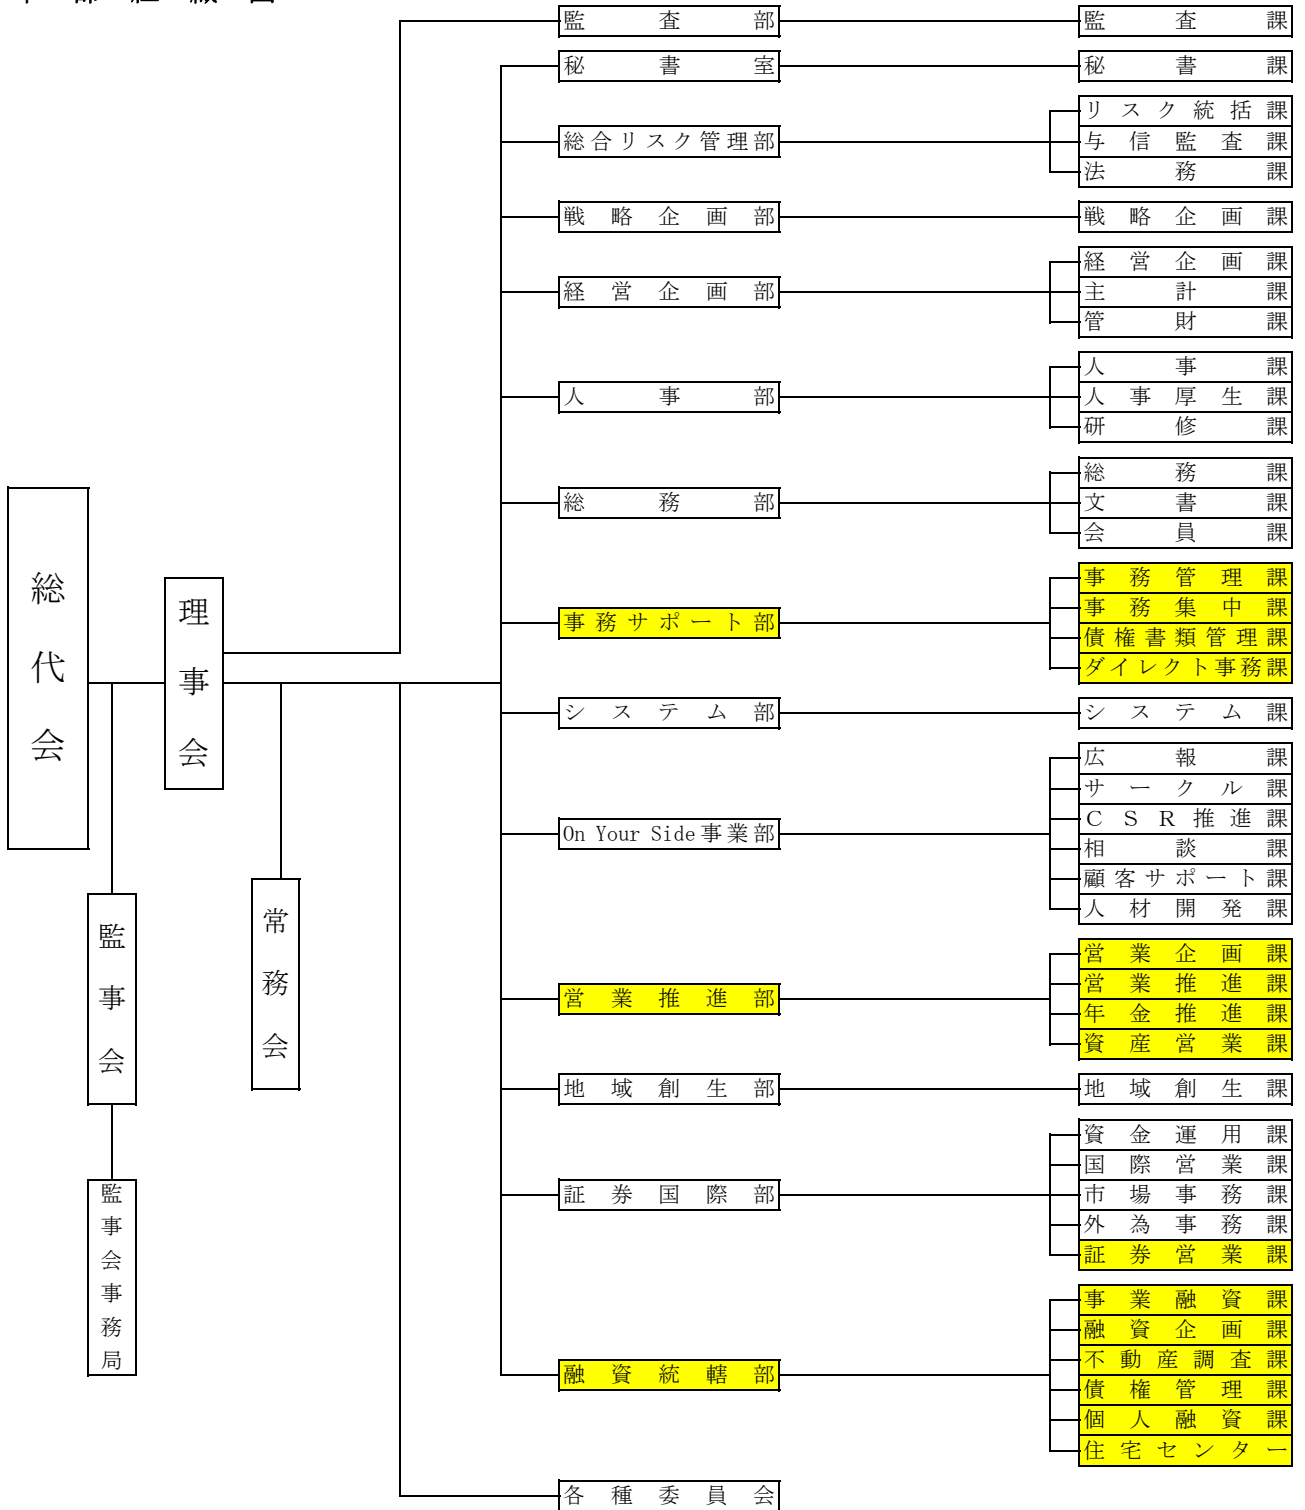 監査部
監査課
秘書室
秘書課
総合リスク管理部
リスク統括課
与信監査課
法務課
戦略企画部
戦略企画課
経営企画部
経営企画課
主計課
管財課
人事部
人事課
人事厚生課
研修課
総務部
総務課
文書課
会員課
総代会
理事会
監事会
常務会
監事会事務局
事務サポート部
事務管理課
事務集中課
債権書類管理課
ダイレクト事務課
システム部
システム課
On Your Side事業部
広報課
サークル課
CSR推進課
相談課
顧客サポート課
人材開発課
営業推進部
営業企画課
営業推進課
年金推進課
資産営業課
地域創生部
地域創生課
証券国際部
資金運用課
国際営業課
市場事務課
外為事務課
証券営業課
融資統轄部
事業融資課
融資企画課
不動産調査課
債権管理課
個人融資課
住宅センター
各種委員会